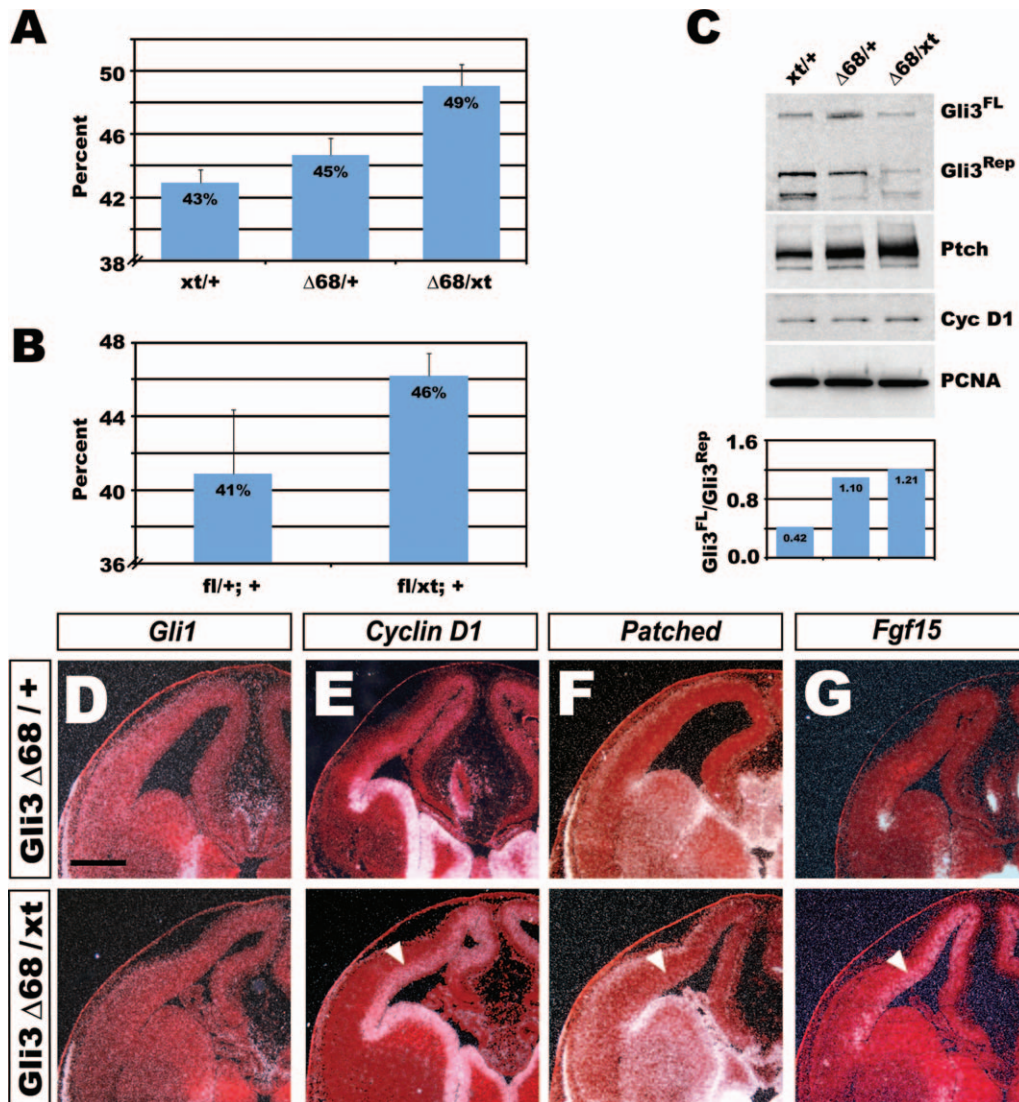 A
Percent
50
46
42
38
43%
45%
49%
xt/+
Δ68/+
Δ68/xt
B
Percent
48
44
40
36
41%
46%
fl/+; +
fl/xt; +
C
xt/+
Δ68/+
Δ68/xt
Gli3FL
Gli3Rep
Ptch
Cyc D1
PCNA
Gli3FL/Gli3Rep
1.6
0.8
0.0
0.42
1.10
1.21
Gli1
Cyclin D1
Patched
Fgf15
Gli3 Δ68/+
D
E
F
G
Gli3 Δ68/xt